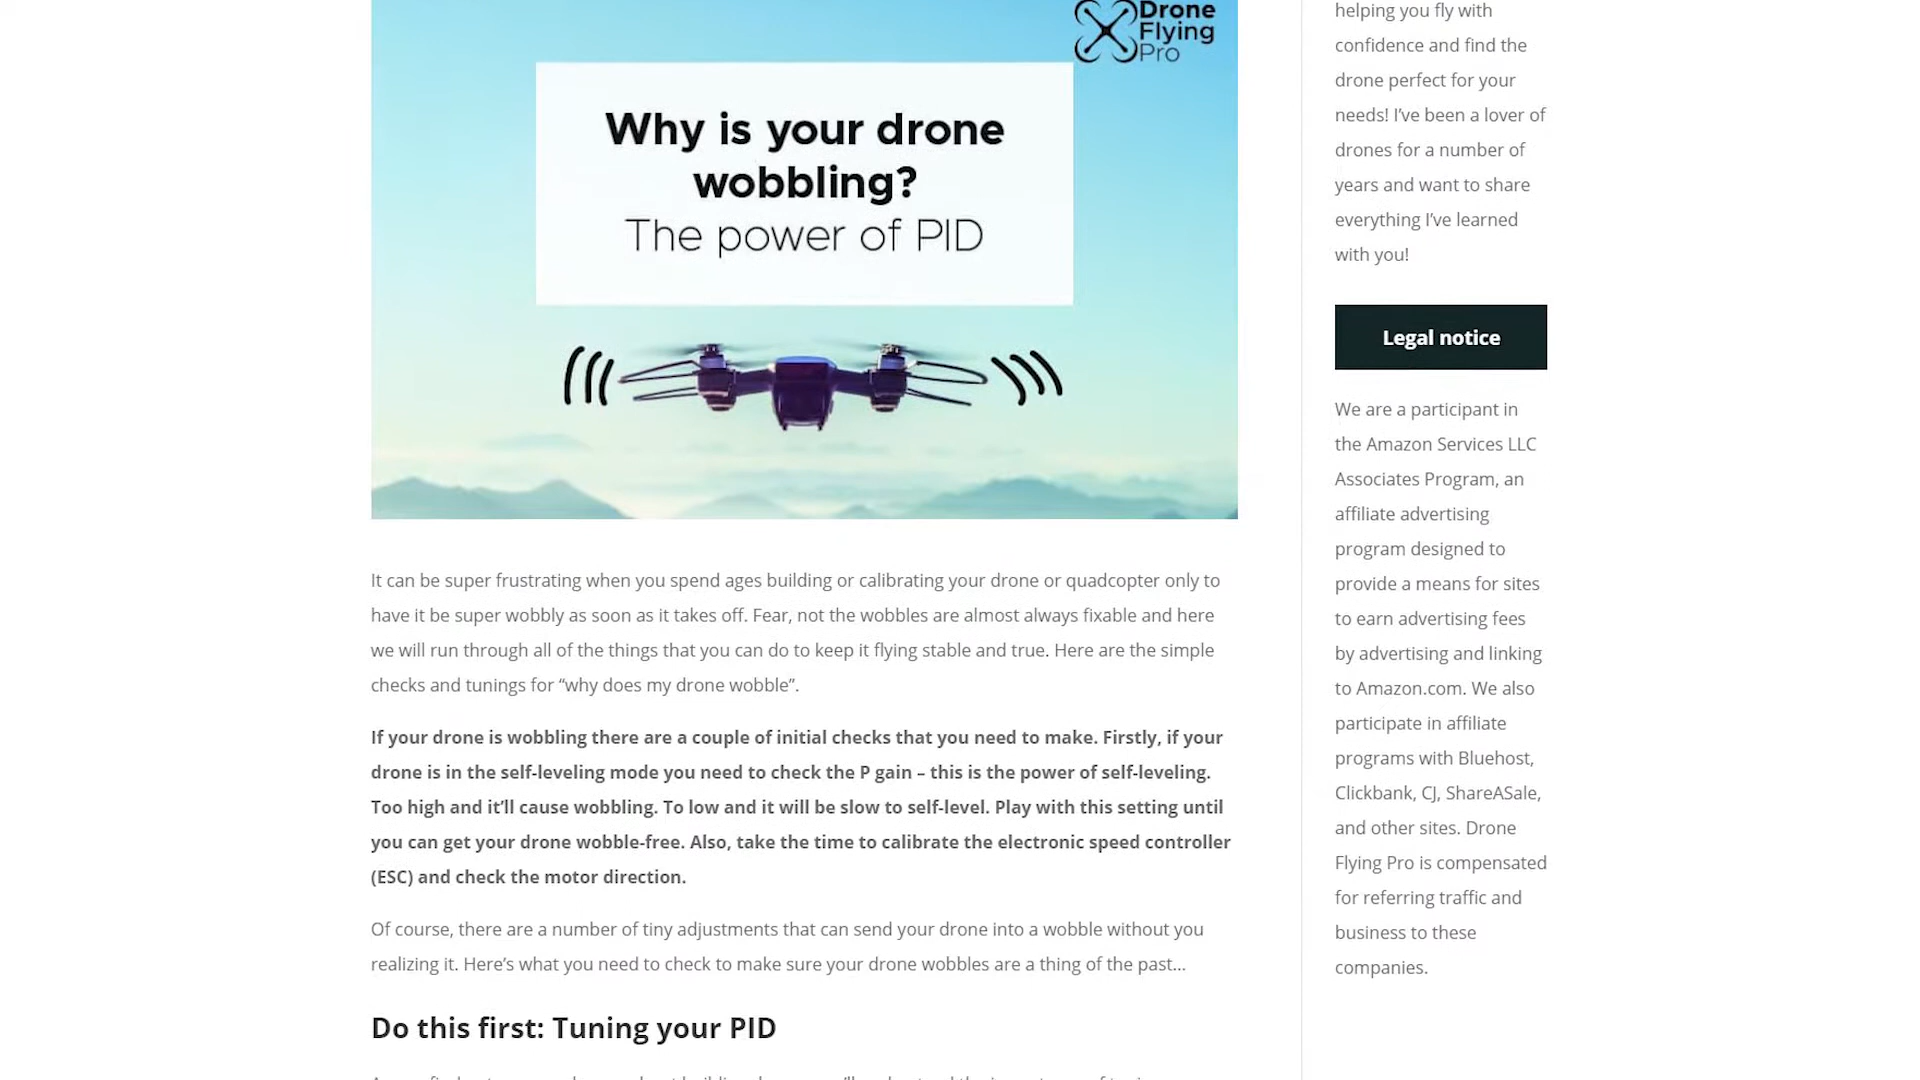 Drone
Flying
Pro
Why is your drone
wobbling?
The power of PID
It can be super frustrating when you spend ages building or calibrating your drone or quadcopter only to
have it be super wobbly as soon as it takes off. Fear, not the wobbles are almost always fixable and here
we will run through all of the things that you can do to keep it flying stable and true. Here are the simple
checks and tunings for “why does my drone wobble”.
If your drone is wobbling there are a couple of initial checks that you need to make. Firstly, if your
drone is in the self-leveling mode you need to check the P gain – this is the power of self-leveling.
Too high and it’ll cause wobbling. To low and it will be slow to self-level. Play with this setting until
you can get your drone wobble-free. Also, take the time to calibrate the electronic speed controller
(ESC) and check the motor direction.
Of course, there are a number of tiny adjustments that can send your drone into a wobble without you
realizing it. Here’s what you need to check to make sure your drone wobbles are a thing of the past…
Do this first: Tuning your PID
helping you fly with
confidence and find the
drone perfect for your
needs! I’ve been a lover of
drones for a number of
years and want to share
everything I’ve learned
with you!
Legal notice
We are a participant in
the Amazon Services LLC
Associates Program, an
affiliate advertising
program designed to
provide a means for sites
to earn advertising fees
by advertising and linking
to Amazon.com. We also
participate in affiliate
programs with Bluehost,
Clickbank, CJ, ShareASale,
and other sites. Drone
Flying Pro is compensated
for referring traffic and
business to these
companies.